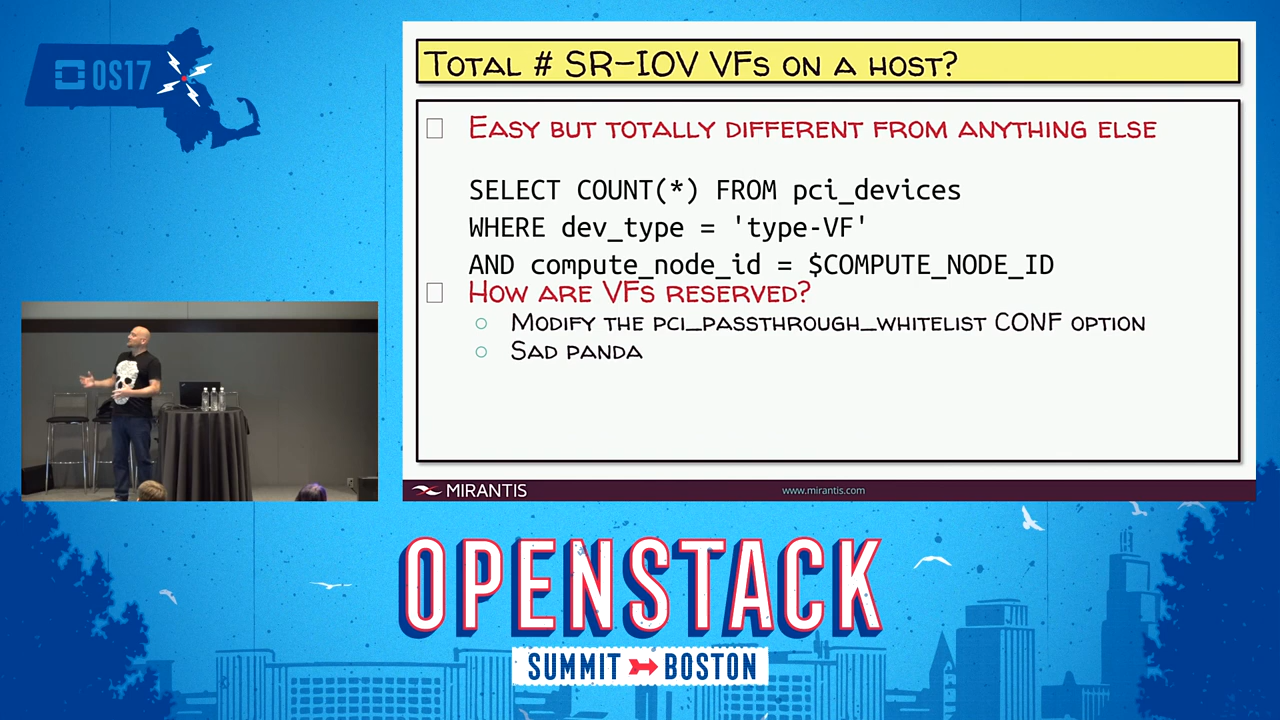 OS17
TOTAL # SR-IOV VFS ON A HOST?
EASY BUT TOTALLY DIFFERENT FROM ANYTHING ELSE
SELECT COUNT(*) FROM pci_devices
WHERE dev_type = 'type-VF'
AND compute_node_id = $COMPUTE_NODE_ID
HOW ARE VFS RESERVED?
MODIFY THE PCI_PASSTHROUGH_WHITELIST CONF OPTION
SAD PANDA
MIRANTIS
www.mirantis.com
OPENSTACK
SUMMIT BOSTON